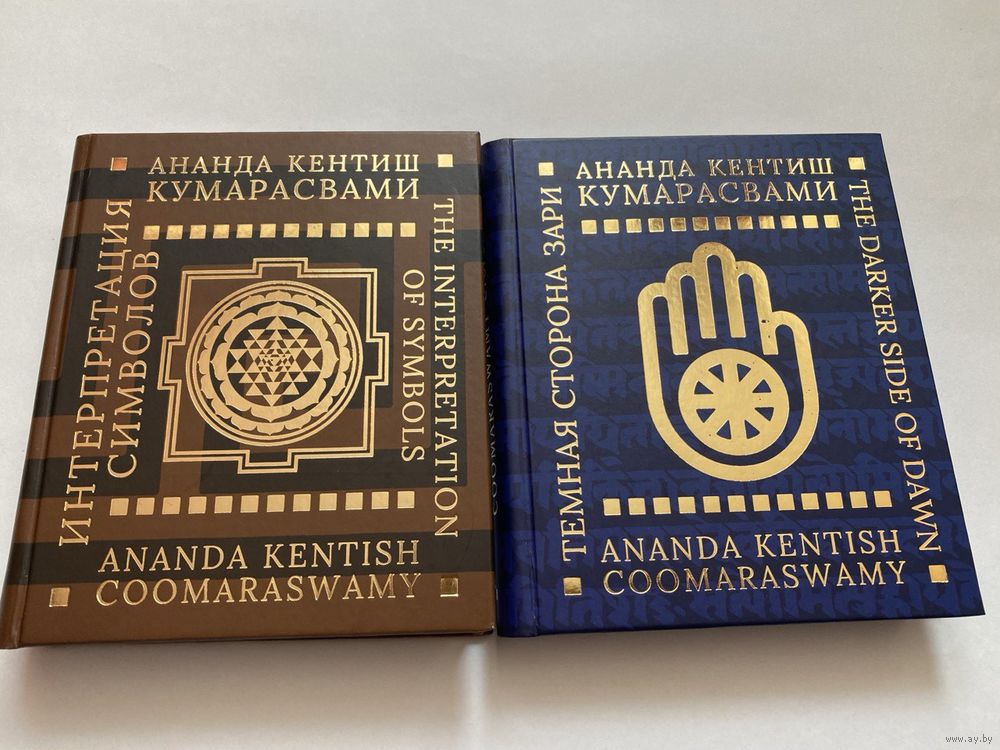 АНАНДА КЕНТИШ
КУМАРАСВАМИ
ИНТЕРПРЕТАЦИЯ
СИМВОЛОВ
THE INTERPRETATION
OF SYMBOLS
ANANDA KENTISH
COOMARASWAMY
COOMARASWAMY
АНАНДА КЕНТИШ
КУМАРАСВАМИ
ТЕМНАЯ СТОРОНА ЗАРИ
THE DARKER SIDE OF DAWN
ANANDA KENTISH
COOMARASWAMY
www.ay.by